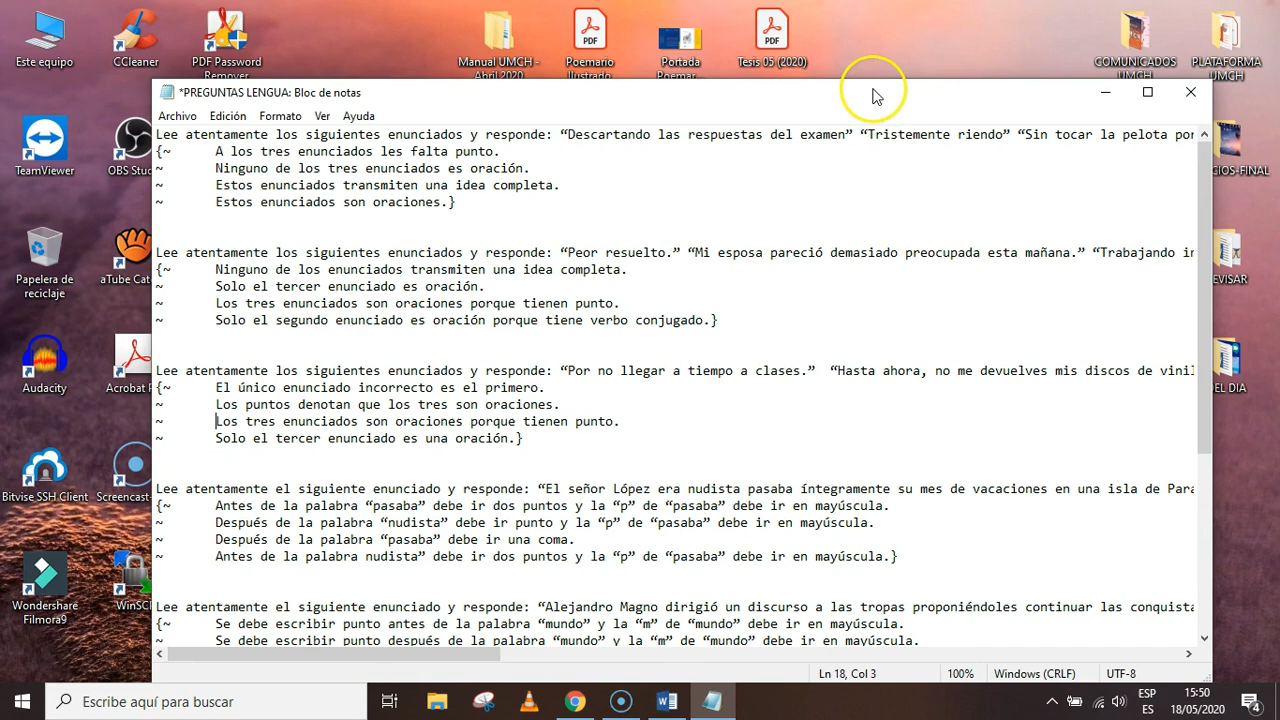 Este equipo
CCleaner
PDF Password
Remover
Manual UMCH -
Abril 2020
PDF
Poemario
Ilustrado
Portada
Poemar...
PDF
Tesis 05 (2020)
COMUNICADOS
UMCH
PLATAFORMA
UMCH
*PREGUNTAS LENGUA: Bloc de notas
Archivo Edición Formato Ver Ayuda
Lee atentamente los siguientes enunciados y responde: “Descartando las respuestas del examen” “Tristemente riendo” “Sin tocar la pelota por
{~ A los tres enunciados les falta punto.
~ Ninguno de los tres enunciados es oración.
~ Estos enunciados transmiten una idea completa.
~ Estos enunciados son oraciones.}
Lee atentamente los siguientes enunciados y responde: “Peor resuelto.” “Mi esposa pareció demasiado preocupada esta mañana.” “Trabajando in
{~ Ninguno de los enunciados transmiten una idea completa.
~ Solo el tercer enunciado es oración.
~ Los tres enunciados son oraciones porque tienen punto.
~ Solo el segundo enunciado es oración porque tiene verbo conjugado.}
Lee atentamente los siguientes enunciados y responde: “Por no llegar a tiempo a clases.” “Hasta ahora, no me devuelves mis discos de vinil
{~ El único enunciado incorrecto es el primero.
~ Los puntos denotan que los tres son oraciones.
~ Los tres enunciados son oraciones porque tienen punto.
~ Solo el tercer enunciado es una oración.}
Lee atentamente el siguiente enunciado y responde: “El señor López era nudista pasaba íntegramente su mes de vacaciones en una isla de Para
{~ Antes de la palabra “pasaba” debe ir dos puntos y la “p” de “pasaba” debe ir en mayúscula.
~ Después de la palabra “nudista” debe ir punto y la “p” de “pasaba” debe ir en mayúscula.
~ Después de la palabra “pasaba” debe ir una coma.
~ Antes de la palabra nudista” debe ir dos puntos y la “p” de “pasaba” debe ir en mayúscula.}
Lee atentamente el siguiente enunciado y responde: “Alejandro Magno dirigió un discurso a las tropas proponiéndoles continuar las conquista
{~ Se debe escribir punto antes de la palabra “mundo” y la “m” de “mundo” debe ir en mayúscula.
~ Se debe escribir punto después de la palabra “mundo” y la “m” de “mundo” debe ir en mayúscula.
Ln 18, Col 3 100% Windows (CRLF) UTF-8
TeamViewer
OBS Stu
Papelera de
reciclaje
aTube Cat
Audacity
Acrobat
Bitvise SSH Client
Screencast-
Wondershare
Filmora9
WinSC
GIOS-FINAL
EVISAR
DEL DIA
Escribe aquí para buscar
ESP
ES
15:50
18/05/2020
4